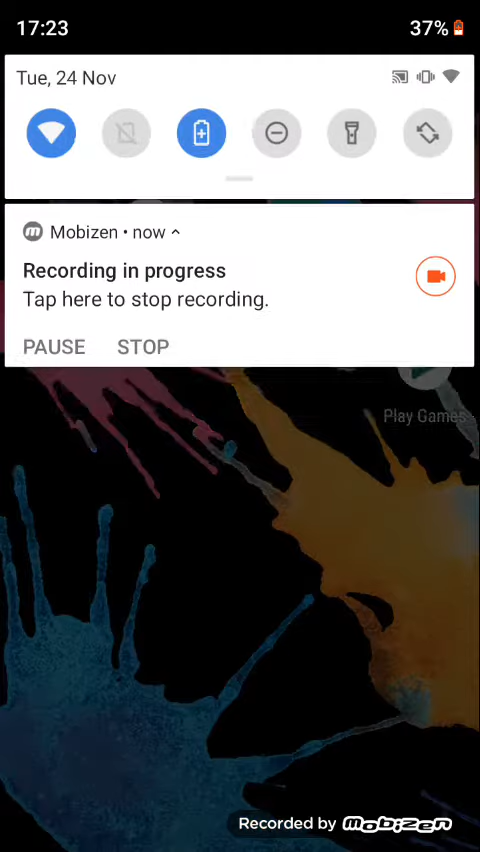 17:23
37%
Tue, 24 Nov
m Mobizen • now
Recording in progress
Tap here to stop recording.
PAUSE STOP
Play Games
Recorded by mobizen